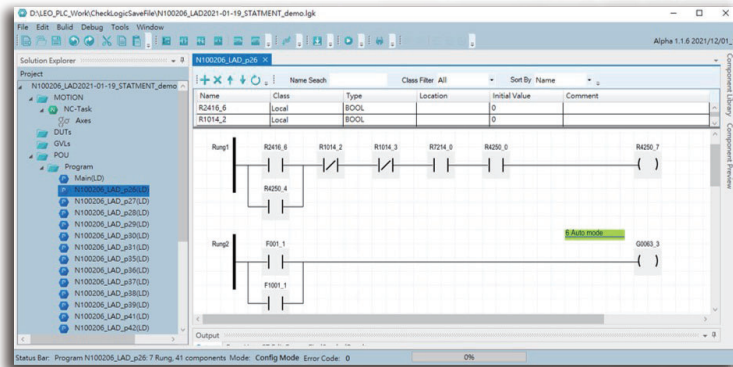 D:\LEO_PLC_Work\CheckLogicSaveFile\N100206_LAD2021-01-19_STATMENT_demo.lgk
File Edit Build Debug Tools Window
Alpha 1.1.6 2021/12/01_
Solution Explorer
N100206_LAD_p26 ×
Project
N100206_LAD2021-01-19_STATMENT_demo
MOTION
NC-Task
Axes
DUTs
GVLs
POU
Program
Main(LD)
N100206_LAD_p26(LD)
N100206_LAD_p27(LD)
N100206_LAD_p28(LD)
N100206_LAD_p29(LD)
N100206_LAD_p30(LD)
N100206_LAD_p31(LD)
N100206_LAD_p35(LD)
N100206_LAD_p36(LD)
N100206_LAD_p37(LD)
N100206_LAD_p38(LD)
N100206_LAD_p39(LD)
N100206_LAD_p41(LD)
N100206_LAD_p42(LD)
Name Seach Class Filter All Sort By Name
Name Class Type Location Initial Value Comment
R2416_6 Local BOOL 0
R1014_2 Local BOOL 0
Rung1 R2416_6 R1014_2 R1014_3 R7214_0 R4250_0 R4250_7
R4250_4
6 Auto mode
Rung2 F001_1 G0063_3
F1001_1
Output
Component Library Component Preview
Status Bar: Program N100206_LAD_p26: 7 Rung, 41 components Mode: Config Mode Error Code: 0 0%